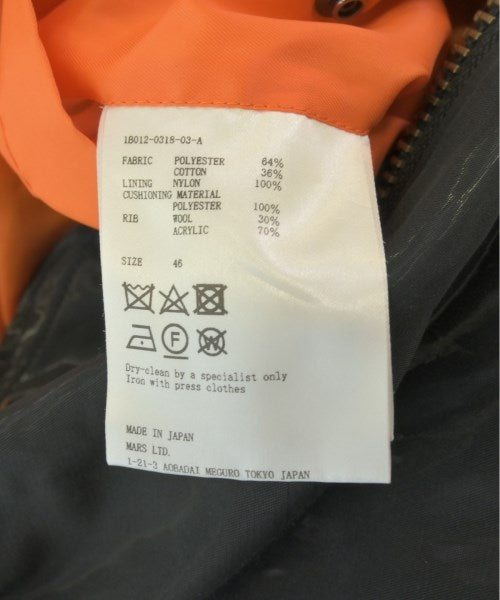 1B012-0318-03-A
FABRIC POLYESTER 64%
COTTON 36%
LINING NYLON 100%
CUSHIONING MATERIAL
POLYESTER 100%
RIB WOOL 30%
ACRYLIC 70%
SIZE 46
F W
Dry-clean by a specialist only
Iron with press clothes
MADE IN JAPAN
MARS LTD.
1-21-3 AOBADAI MEGURO TOKYO JAPAN